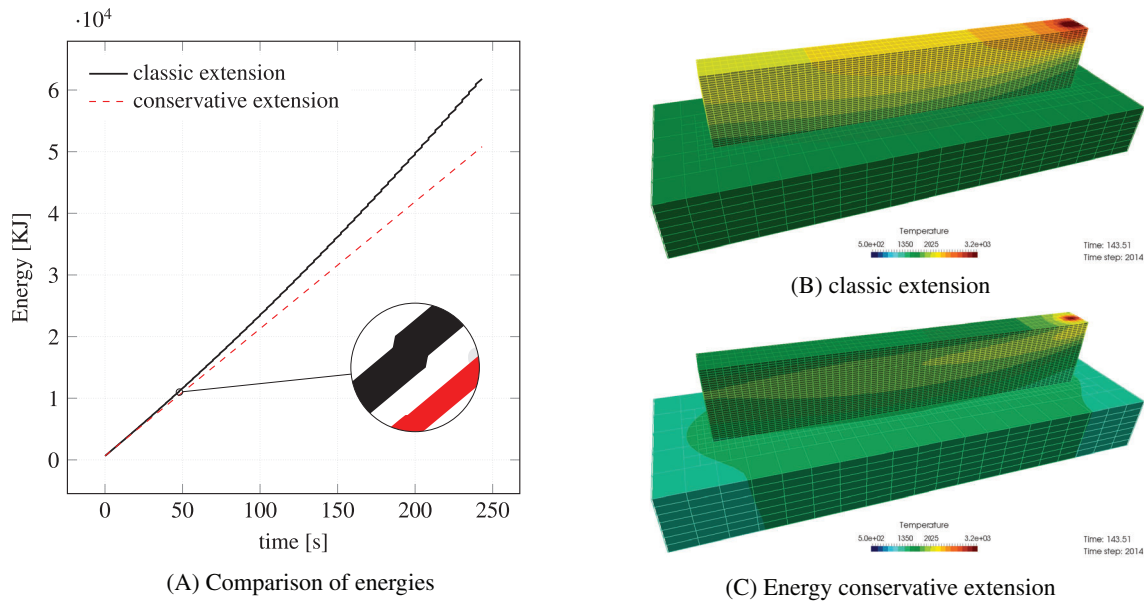 ·10⁴
6
5
4
3
2
1
0
Energy [KJ]
classic extension
conservative extension
0 50 100 150 200 250
time [s]
(A) Comparison of energies
Temperature
5.0e+02 1350 2025 3.2e+03
Time: 143.51
Time step: 2014
(B) classic extension
Temperature
5.0e+02 1350 2025 3.2e+03
Time: 143.51
Time step: 2014
(C) Energy conservative extension